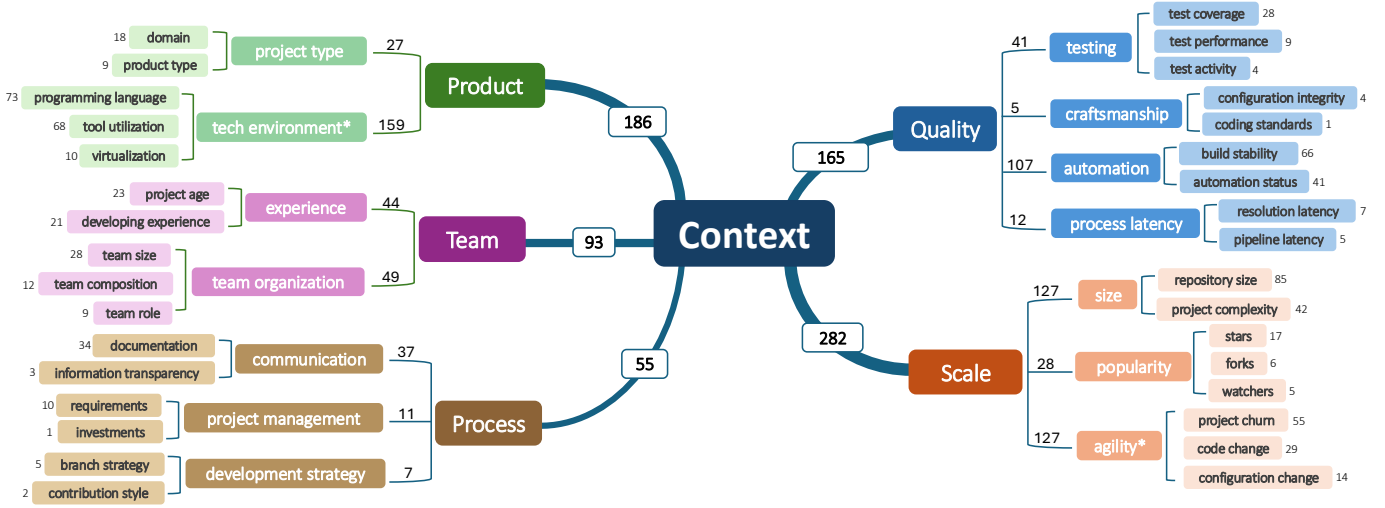 Context
186
Product
27
project type
18 domain
9 product type
159
tech environment*
73 programming language
68 tool utilization
10 virtualization
93
Team
44
experience
23 project age
21 developing experience
49
team organization
28 team size
12 team composition
9 team role
55
Process
37
communication
34 documentation
3 information transparency
11
project management
10 requirements
1 investments
7
development strategy
5 branch strategy
2 contribution style
165
Quality
41
testing
test coverage 28
test performance 9
test activity 4
5
craftsmanship
configuration integrity 4
coding standards 1
107
automation
build stability 66
automation status 41
12
process latency
resolution latency 7
pipeline latency 5
282
Scale
127
size
repository size 85
project complexity 42
28
popularity
stars 17
forks 6
watchers 5
127
agility*
project churn 55
code change 29
configuration change 14